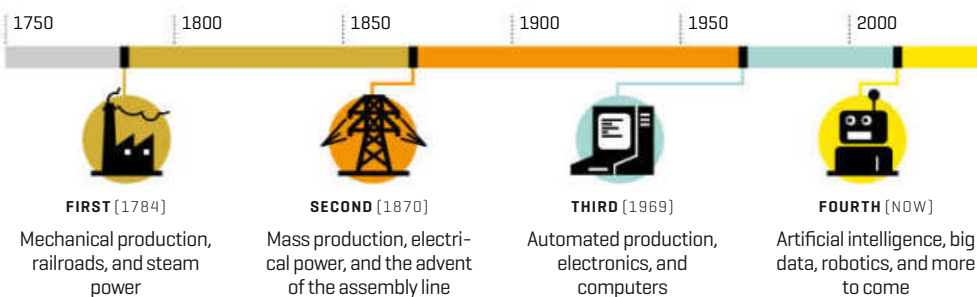 1750 1800 1850 1900 1950 2000
FIRST (1784)
Mechanical production,
railroads, and steam
power
SECOND (1870)
Mass production, electri-
cal power, and the advent
of the assembly line
THIRD (1969)
Automated production,
electronics, and
computers
FOURTH (NOW)
Artificial intelligence, big
data, robotics, and more
to come